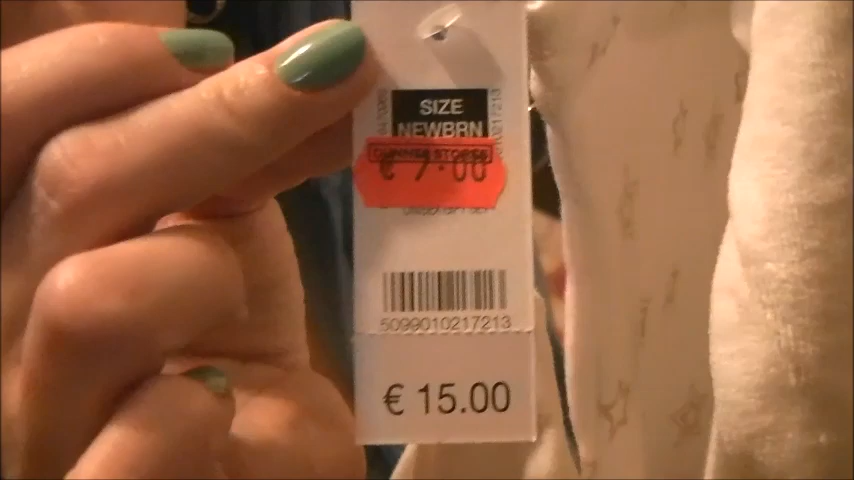 SIZE
NEWBRN
DUNNES STORES
€ 7.00
5099010217213
€ 15.00